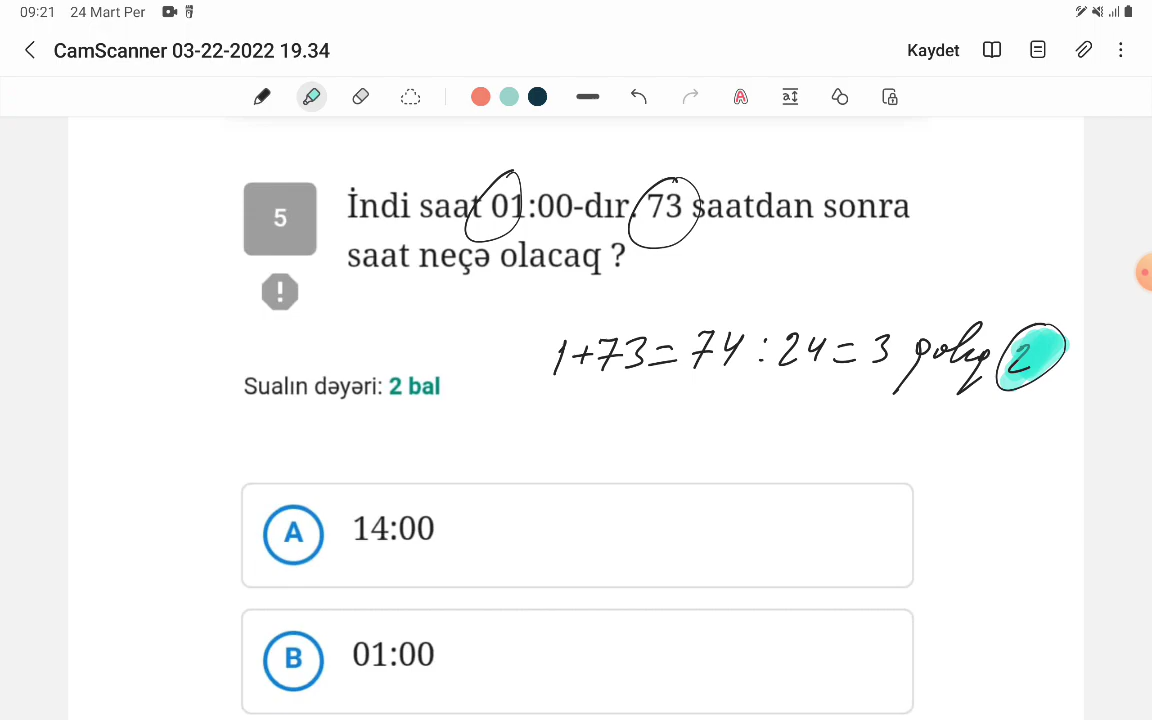 09:21 24 Mart Per
CamScanner 03-22-2022 19.34
Kaydet
5
İndi saat 01:00-dır. 73 saatdan sonra
saat neçə olacaq ?
!
1+73=74:24=3 qalıq 2
Sualın dəyəri: 2 bal
A 14:00
B 01:00